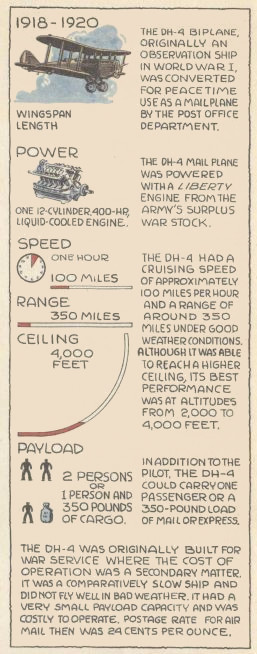 1918-1920
THE DH-4 BIPLANE,
ORIGINALLY AN
OBSERVATION SHIP
IN WORLD WAR I,
WAS CONVERTED
FOR PEACETIME
USE AS A MAILPLANE
BY THE POST OFFICE
DEPARTMENT.
WINGSPAN
LENGTH
POWER
ONE 12-CYLINDER, 400-HP,
LIQUID-COOLED ENGINE.
THE DH-4 MAIL PLANE
WAS POWERED
WITH A LIBERTY
ENGINE FROM THE
ARMY'S SURPLUS
WAR STOCK.
SPEED
ONE HOUR
100 MILES
RANGE
350 MILES
CEILING
4,000
FEET
THE DH-4 HAD A
CRUISING SPEED
OF APPROXIMATELY
100 MILES PER HOUR
AND A RANGE OF
AROUND 350
MILES UNDER GOOD
WEATHER CONDITIONS.
ALTHOUGH IT WAS ABLE
TO REACH A HIGHER
CEILING, ITS BEST
PERFORMANCE
WAS AT ALTITUDES
FROM 2,000 TO
4,000 FEET.
PAYLOAD
2 PERSONS
OR
1 PERSON AND
350 POUNDS
OF CARGO.
IN ADDITION TO THE
PILOT, THE DH-4
COULD CARRY ONE
PASSENGER OR A
350-POUND LOAD
OF MAIL OR EXPRESS.
THE DH-4 WAS ORIGINALLY BUILT FOR
WAR SERVICE WHERE THE COST OF
OPERATION WAS A SECONDARY MATTER.
IT WAS A COMPARATIVELY SLOW SHIP AND
DID NOT FLY WELL IN BAD WEATHER. IT HAD A
VERY SMALL PAYLOAD CAPACITY AND WAS
COSTLY TO OPERATE. POSTAGE RATE FOR AIR
MAIL THEN WAS 24 CENTS PER OUNCE.